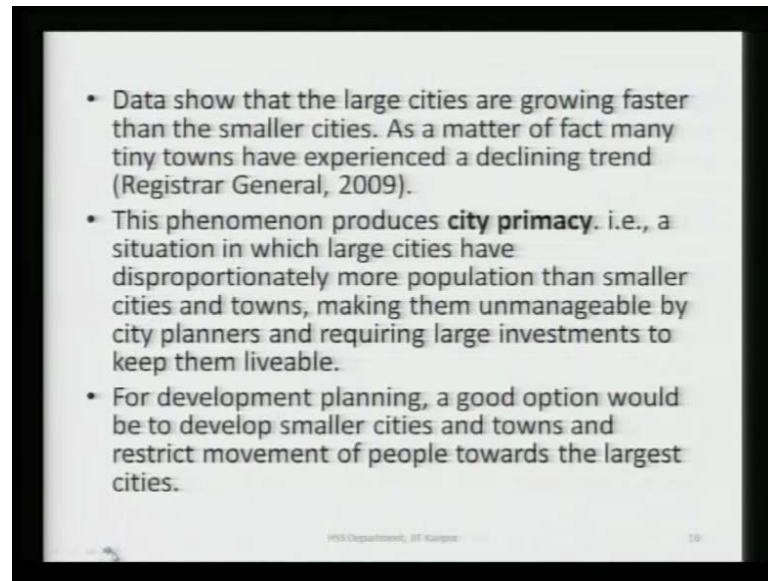 • Data show that the large cities are growing faster
than the smaller cities. As a matter of fact many
tiny towns have experienced a declining trend
(Registrar General, 2009).
• This phenomenon produces city primacy. i.e., a
situation in which large cities have
disproportionately more population than smaller
cities and towns, making them unmanageable by
city planners and requiring large investments to
keep them liveable.
• For development planning, a good option would
be to develop smaller cities and towns and
restrict movement of people towards the largest
cities.
HSS Department, IIT Kanpur